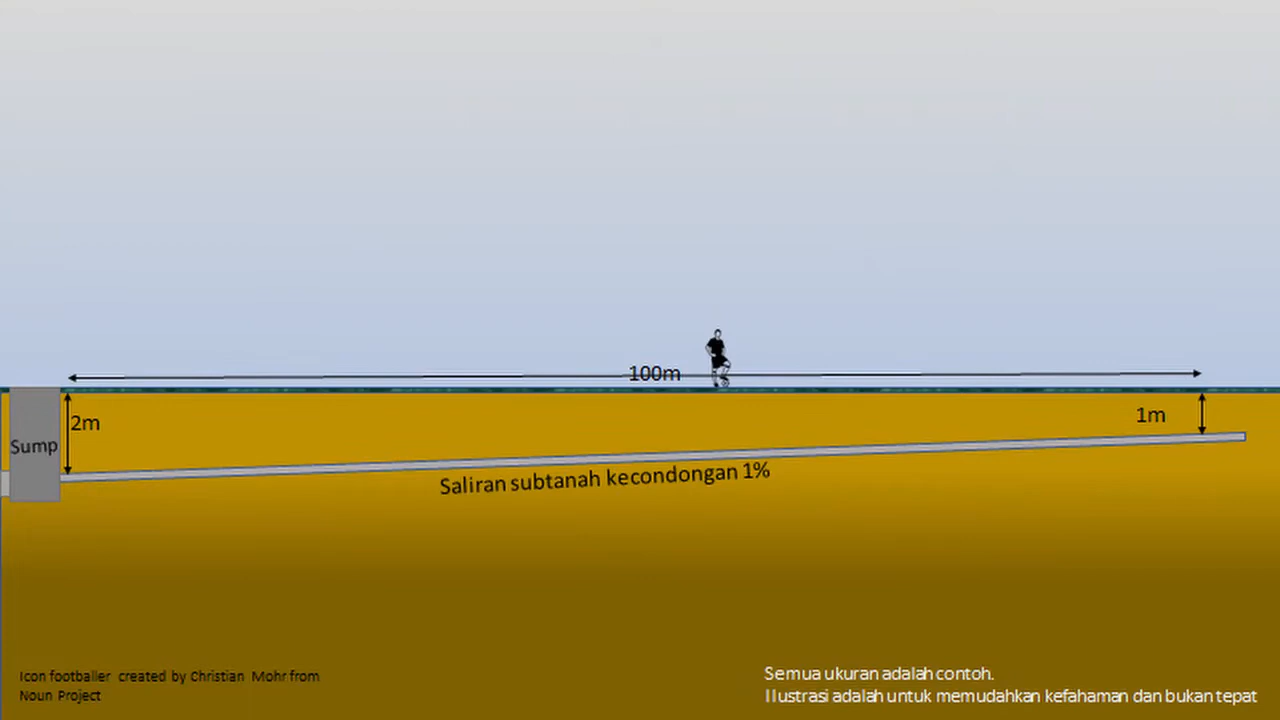 100m
2m
1m
Sump
Saliran subtanah kecondongan 1%
Icon footballer created by Christian Mohr from
Noun Project
Semua ukuran adalah contoh.
Ilustrasi adalah untuk memudahkan kefahaman dan bukan tepat